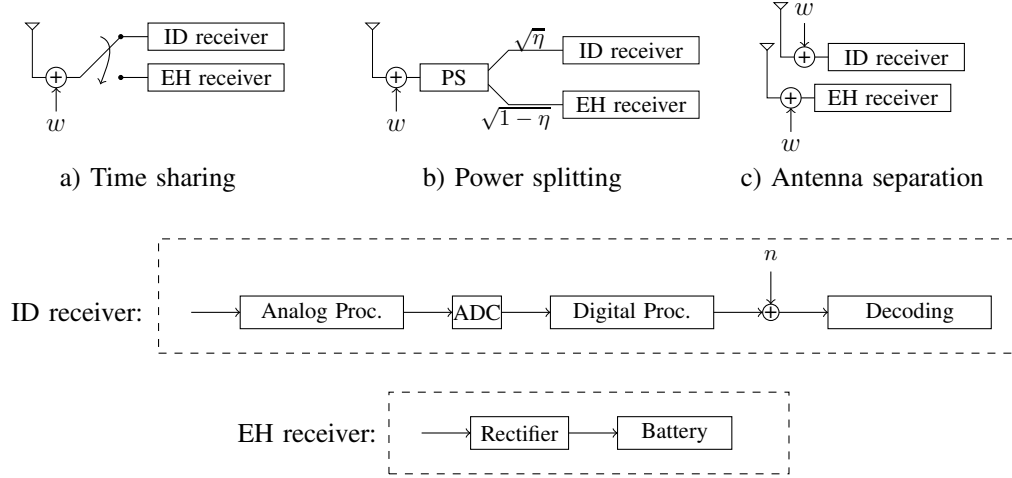 ID receiver
EH receiver
w
a) Time sharing
PS
√η
√1 − η
ID receiver
EH receiver
w
b) Power splitting
w
ID receiver
EH receiver
w
c) Antenna separation
ID receiver:
Analog Proc.
ADC
Digital Proc.
n
Decoding
EH receiver:
Rectifier
Battery